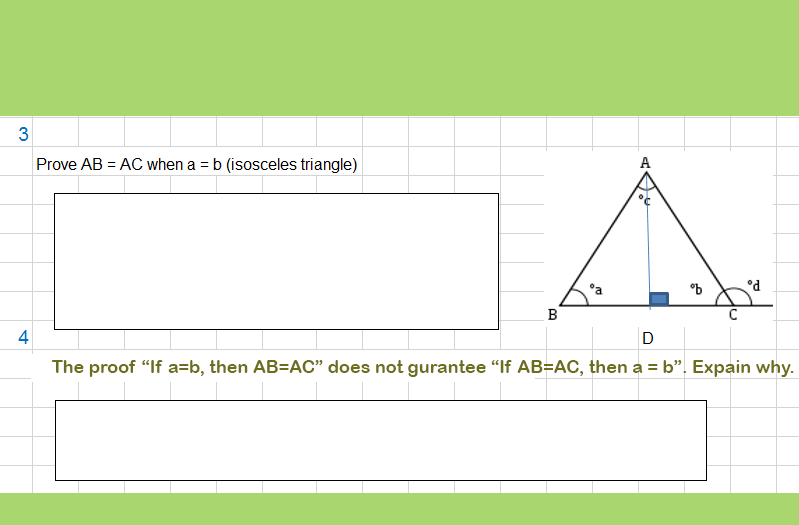 3
Prove AB = AC when a = b (isosceles triangle)
A
°c
°a
°b
°d
B
C
D
4
The proof “If a=b, then AB=AC” does not gurantee “If AB=AC, then a = b”. Expain why.